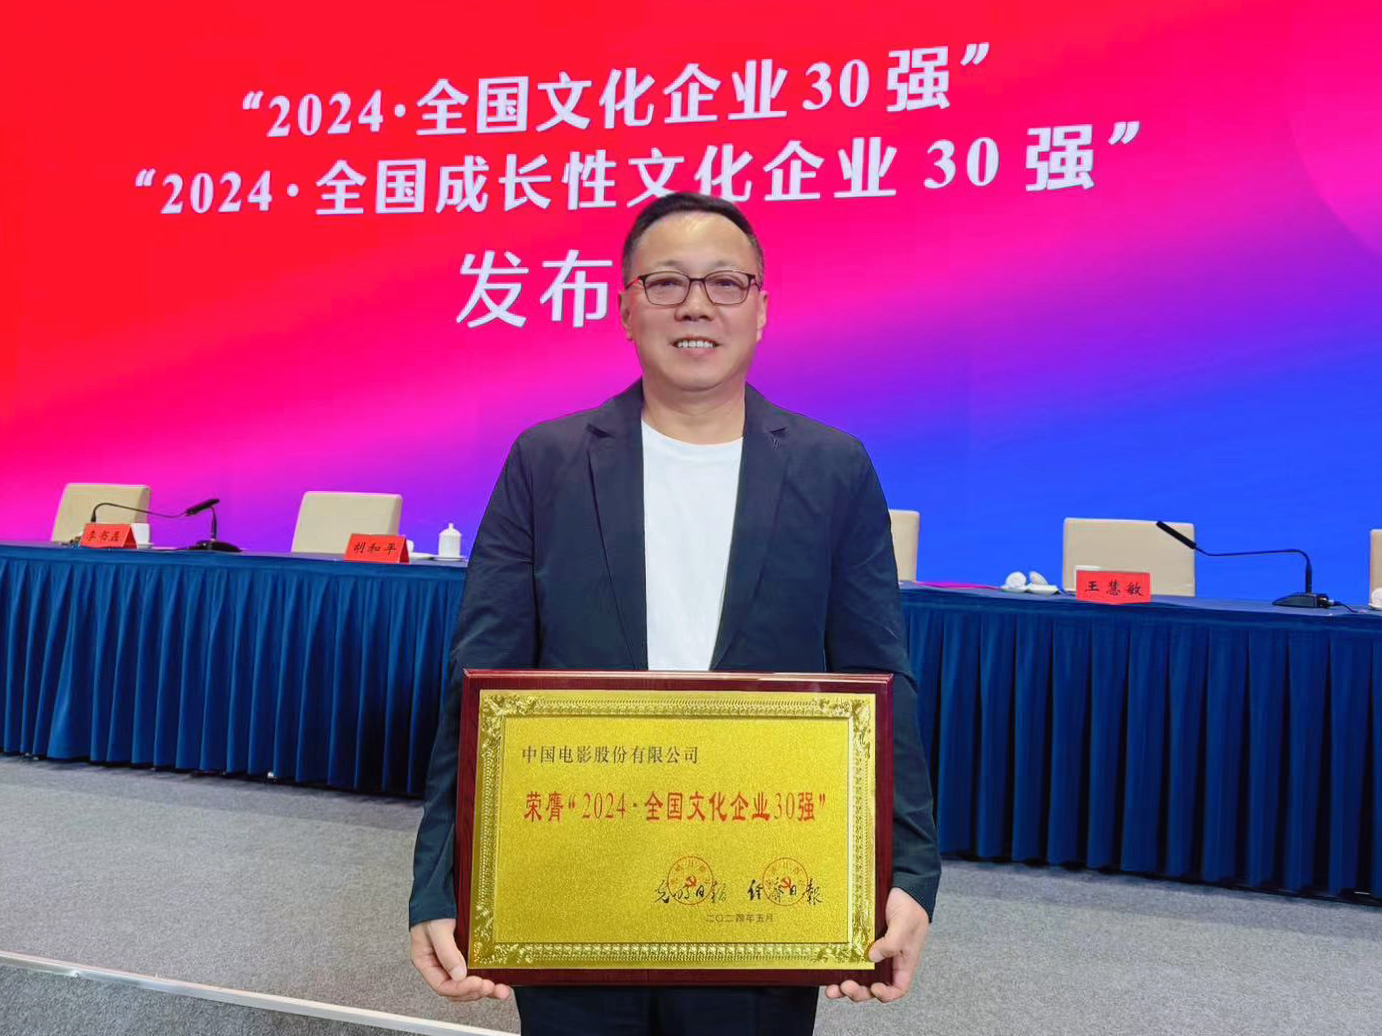 “2024·全国文化企业30强”
“2024·全国成长性文化企业30强”
发布
李书磊
胡和平
王慧敏
中国电影股份有限公司
荣膺“2024·全国文化企业30强”
光明日报 经济日报
二〇二四年五月